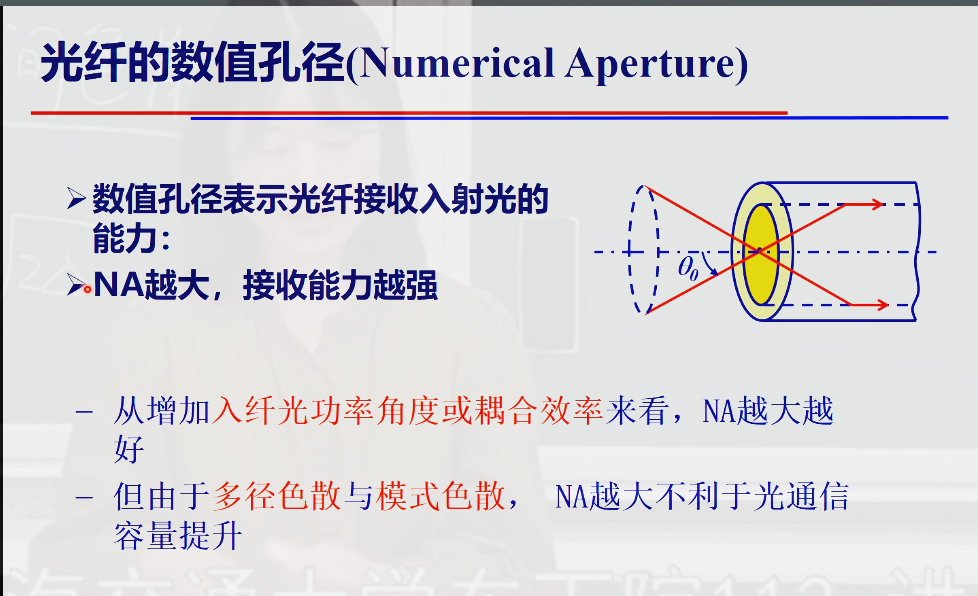 光纤的数值孔径(Numerical Aperture)
➢数值孔径表示光纤接收入射光的
能力：
➢NA越大，接收能力越强
θ0
– 从增加入纤光功率角度或耦合效率来看，NA越大越
好
– 但由于多径色散与模式色散， NA越大不利于光通信
容量提升